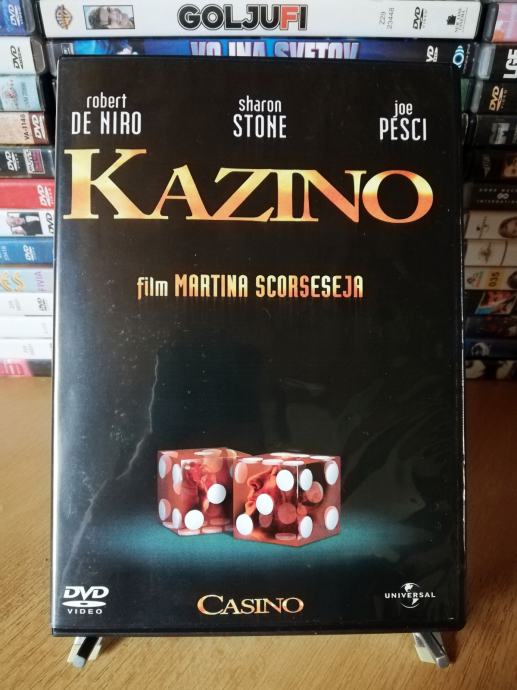 GOLJUFI
VOJNA SVETOV
robert
DE NIRO
sharon
STONE
joe
PESCI
KAZINO
film MARTINA SCORSESEJA
DVD
VIDEO
CASINO
UNIVERSAL